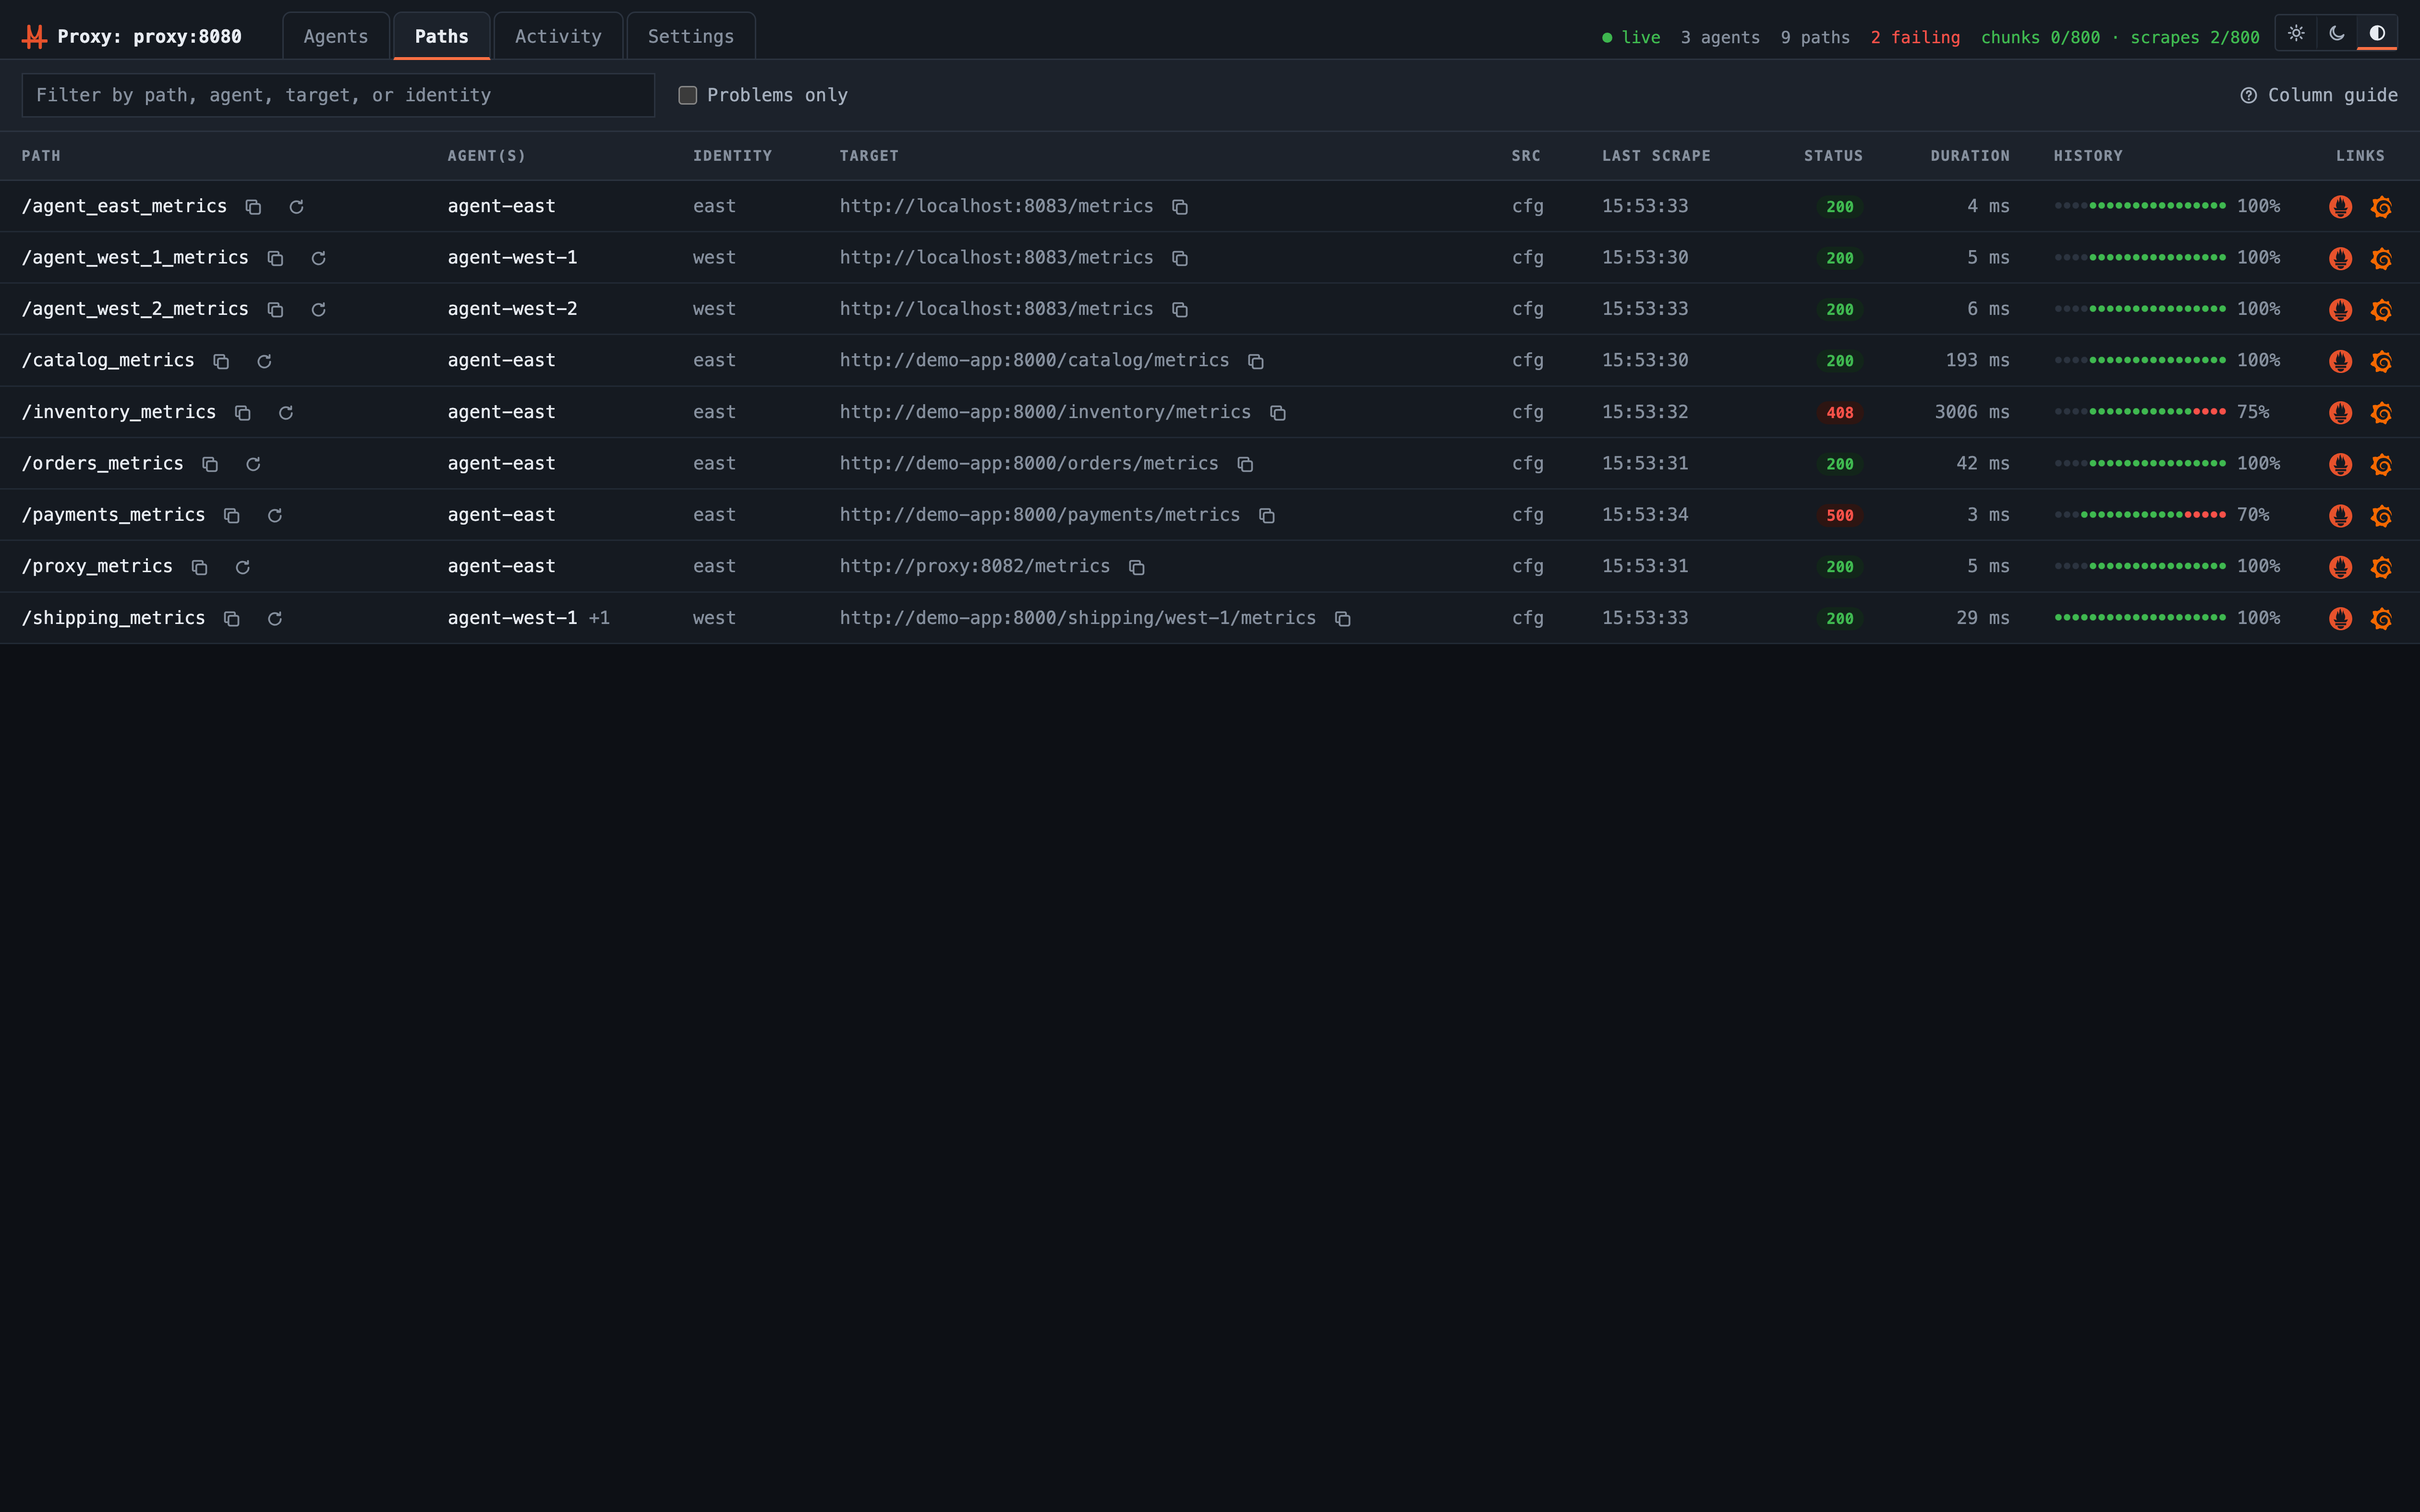 Proxy: proxy:8080 Agents Paths Activity Settings live 3 agents 9 paths 2 failing chunks 0/800 · scrapes 2/800
Filter by path, agent, target, or identity Problems only Column guide
PATH AGENT(S) IDENTITY TARGET SRC LAST SCRAPE STATUS DURATION HISTORY LINKS
/agent_east_metrics agent-east east http://localhost:8083/metrics cfg 15:53:33 200 4 ms 100%
/agent_west_1_metrics agent-west-1 west http://localhost:8083/metrics cfg 15:53:30 200 5 ms 100%
/agent_west_2_metrics agent-west-2 west http://localhost:8083/metrics cfg 15:53:33 200 6 ms 100%
/catalog_metrics agent-east east http://demo-app:8000/catalog/metrics cfg 15:53:30 200 193 ms 100%
/inventory_metrics agent-east east http://demo-app:8000/inventory/metrics cfg 15:53:32 408 3006 ms 75%
/orders_metrics agent-east east http://demo-app:8000/orders/metrics cfg 15:53:31 200 42 ms 100%
/payments_metrics agent-east east http://demo-app:8000/payments/metrics cfg 15:53:34 500 3 ms 70%
/proxy_metrics agent-east east http://proxy:8082/metrics cfg 15:53:31 200 5 ms 100%
/shipping_metrics agent-west-1 +1 west http://demo-app:8000/shipping/west-1/metrics cfg 15:53:33 200 29 ms 100%